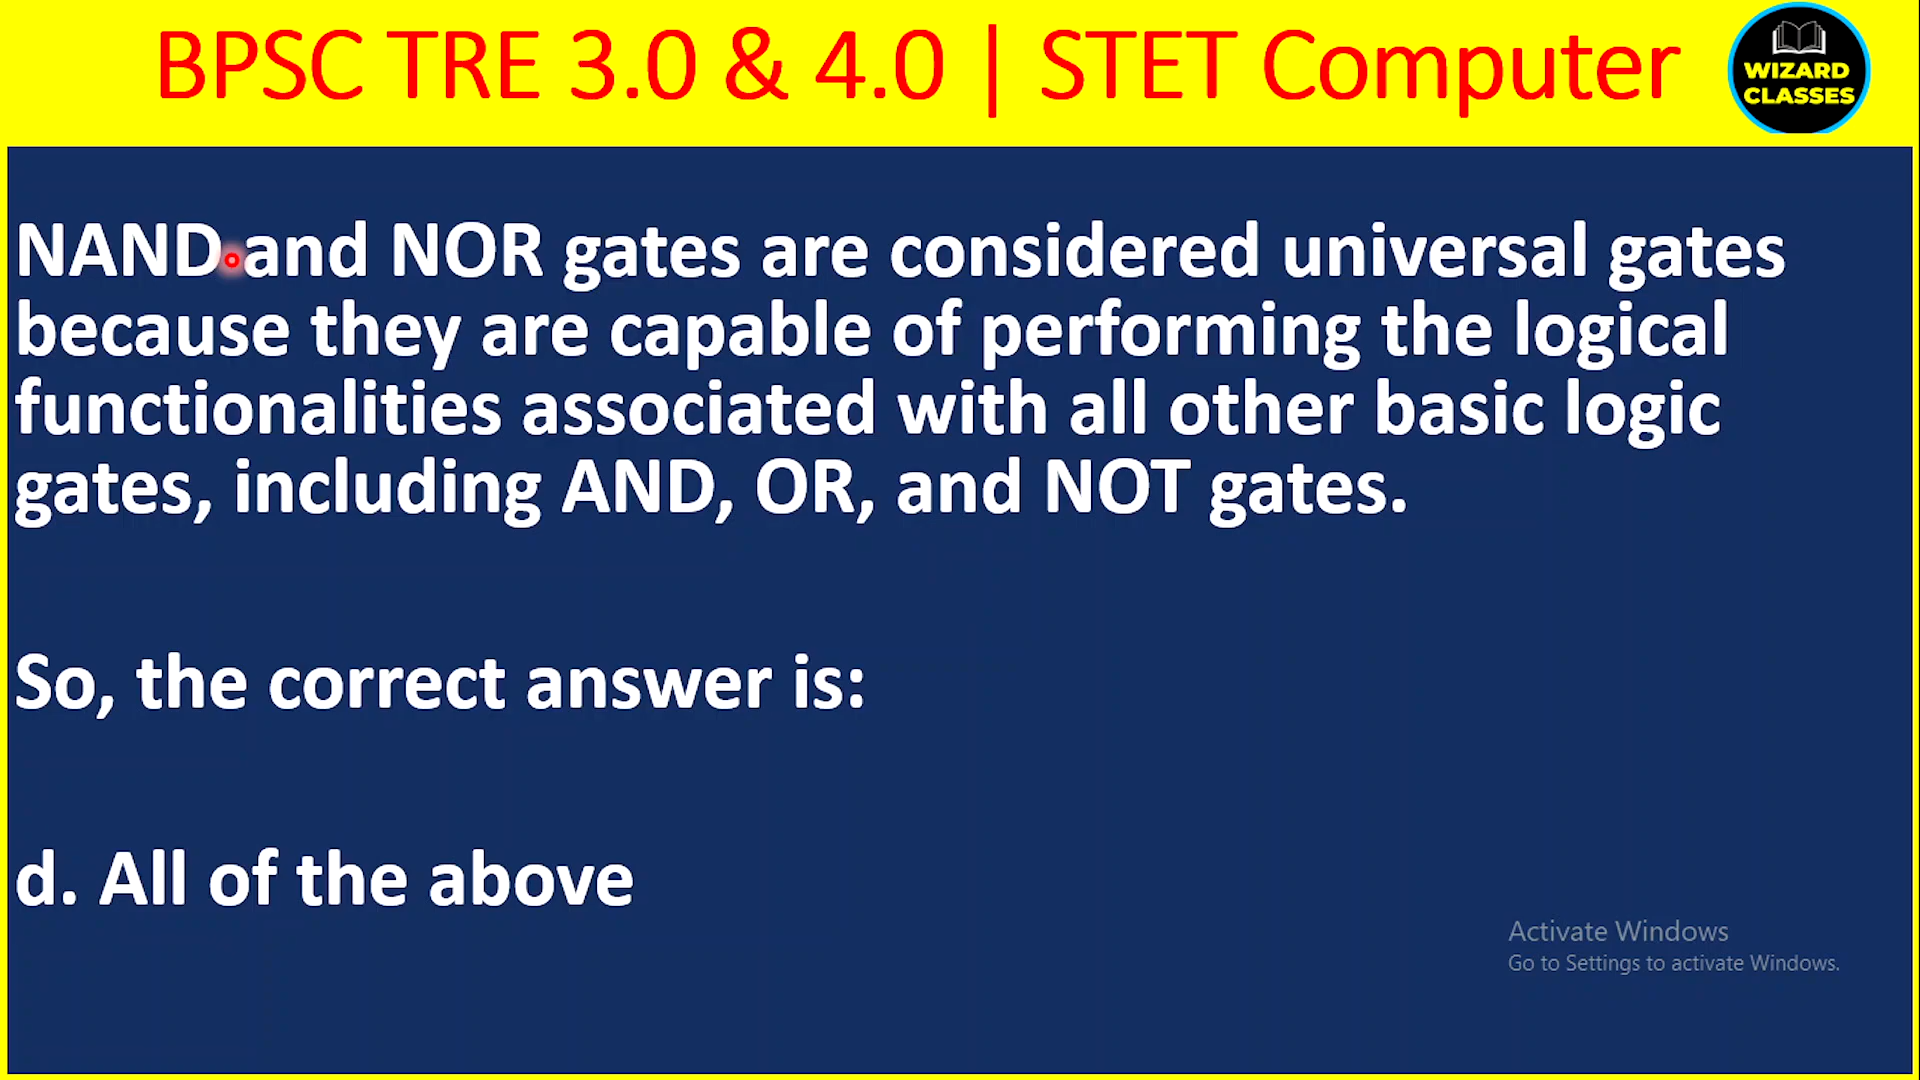 BPSC TRE 3.0 & 4.0 | STET Computer
WIZARD
CLASSES
NAND and NOR gates are considered universal gates
because they are capable of performing the logical
functionalities associated with all other basic logic
gates, including AND, OR, and NOT gates.
So, the correct answer is:
d. All of the above
Activate Windows
Go to Settings to activate Windows.